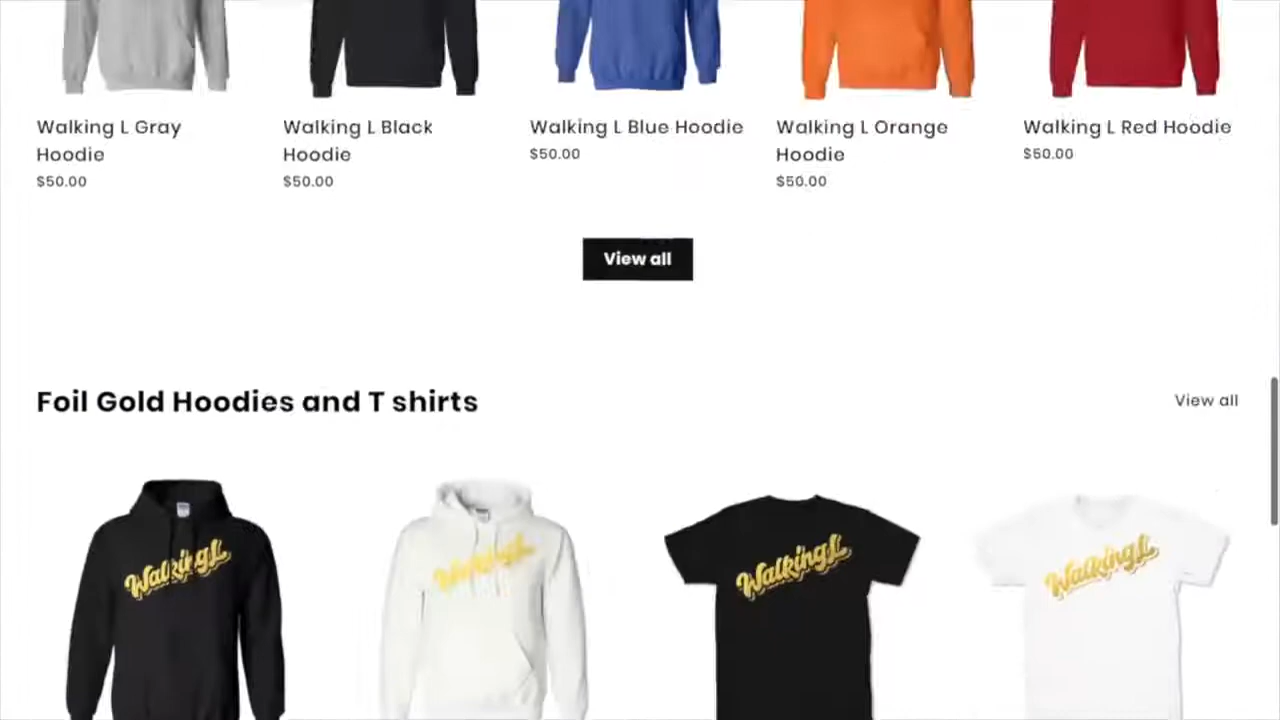 Walking L Gray
Hoodie
$50.00
Walking L Black
Hoodie
$50.00
Walking L Blue Hoodie
$50.00
Walking L Orange
Hoodie
$50.00
Walking L Red Hoodie
$50.00
View all
Foil Gold Hoodies and T shirts
View all
WalkingL
WalkingL
WalkingL
WalkingL